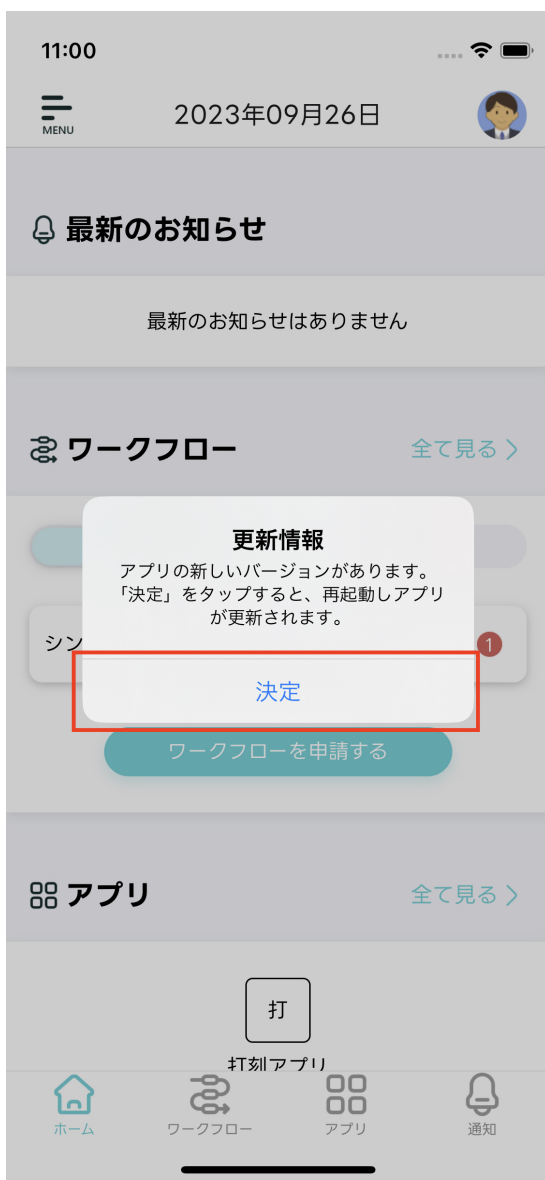 11:00
MENU
2023年09月26日
最新のお知らせ
最新のお知らせはありません
ワークフロー
全て見る
更新情報
アプリの新しいバージョンがあります。
「決定」をタップすると、再起動しアプリ
が更新されます。
シン
1
決定
ワークフローを申請する
アプリ
全て見る
打
打刻アプリ
ホーム
ワークフロー
アプリ
通知